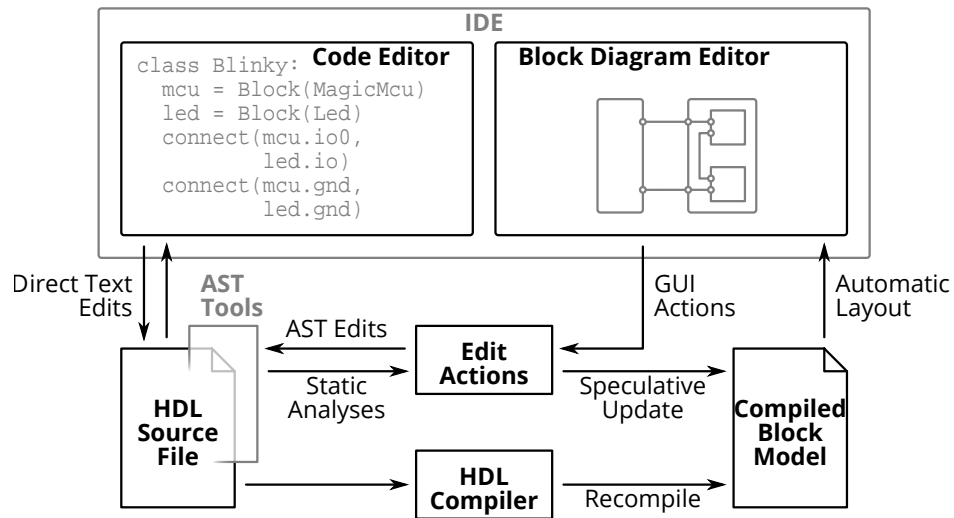 IDE
Code Editor
class Blinky:
mcu = Block(MagicMcu)
led = Block(Led)
connect(mcu.io0,
led.io)
connect(mcu.gnd,
led.gnd)
Block Diagram Editor
Direct Text
Edits
AST
Tools
GUI
Actions
Automatic
Layout
AST Edits
Edit
Actions
Static
Analyses
Speculative
Update
HDL
Source
File
Compiled
Block
Model
HDL
Compiler
Recompile